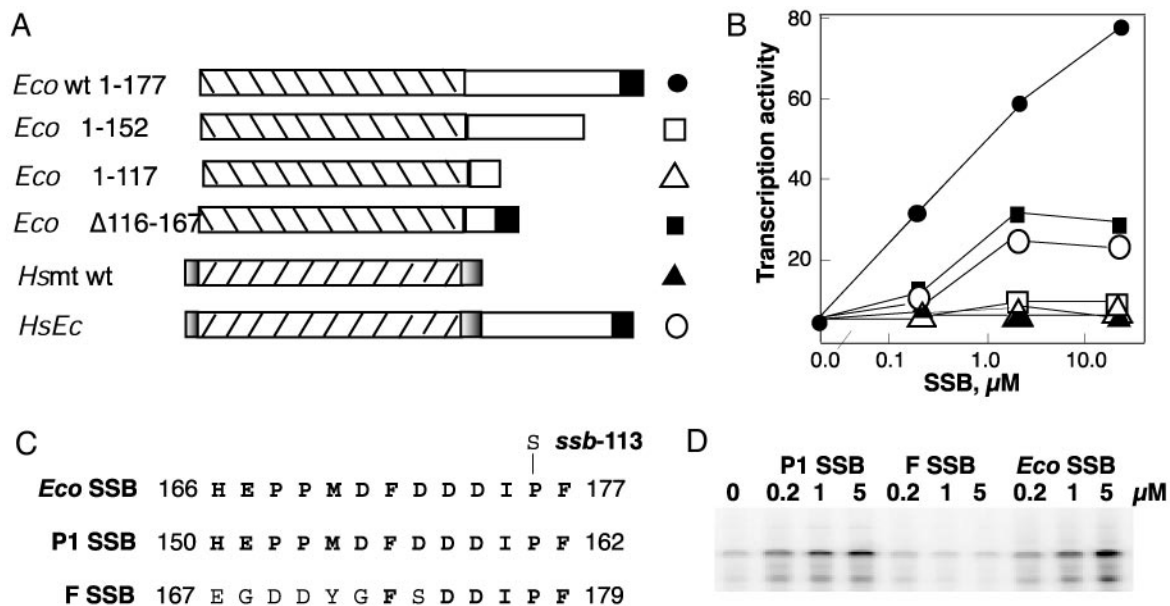 A
Eco wt 1-177
Eco 1-152
Eco 1-117
Eco Δ116-167
Hsmt wt
HsEc
B
Transcription activity
80
60
40
20
0.0 0.1 1.0 10.0
SSB, μM
C
S ssb-113
Eco SSB 166 H E P P M D F D D D I P F 177
P1 SSB 150 H E P P M D F D D D I P F 162
F SSB 167 E G D D Y G F S D D I P F 179
D
P1 SSB F SSB Eco SSB
0 0.2 1 5 0.2 1 5 0.2 1 5 μM